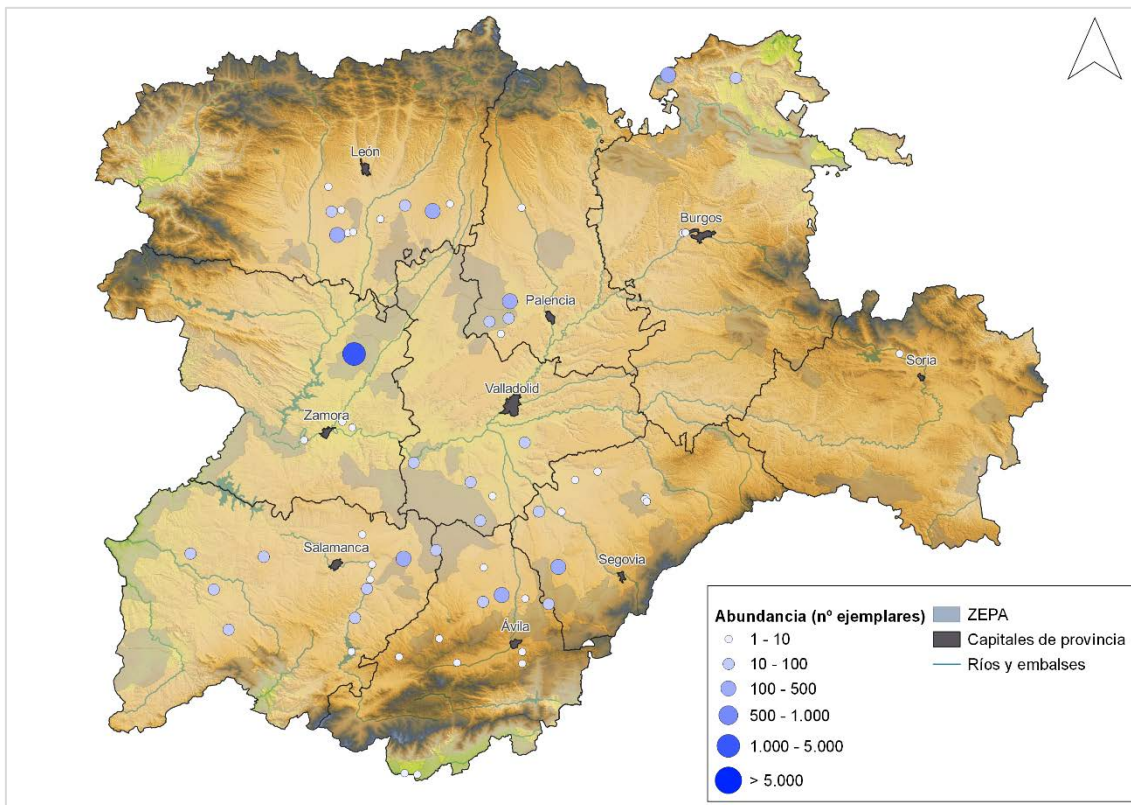 León
Burgos
Palencia
Soria
Valladolid
Zamora
Salamanca
Segovia
Ávila
Abundancia (nº ejemplares)
1 - 10
10 - 100
100 - 500
500 - 1.000
1.000 - 5.000
> 5.000
ZEPA
Capitales de provincia
Ríos y embalses